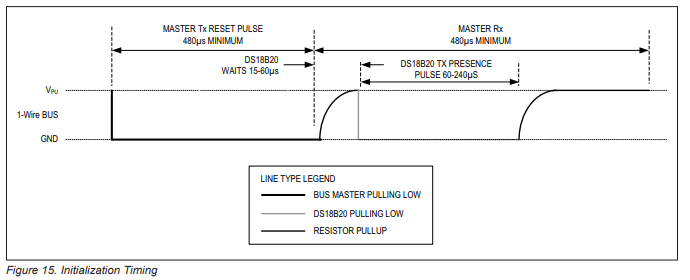 MASTER Tx RESET PULSE
480μs MINIMUM
MASTER Rx
480μs MINIMUM
DS18B20
WAITS 15-60μs
DS18B20 TX PRESENCE
PULSE 60-240μS
VPU
1-Wire BUS
GND
LINE TYPE LEGEND
BUS MASTER PULLING LOW
DS18B20 PULLING LOW
RESISTOR PULLUP
Figure 15. Initialization Timing